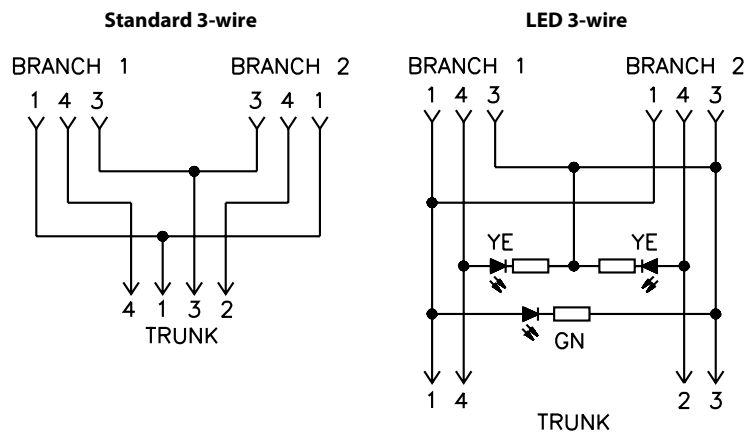 Standard 3-wire
BRANCH 1 BRANCH 2
1 4 3 3 4 1
4 1 3 2
TRUNK
LED 3-wire
BRANCH 1 BRANCH 2
1 4 3 1 4 3
YE YE
GN
1 4 2 3
TRUNK